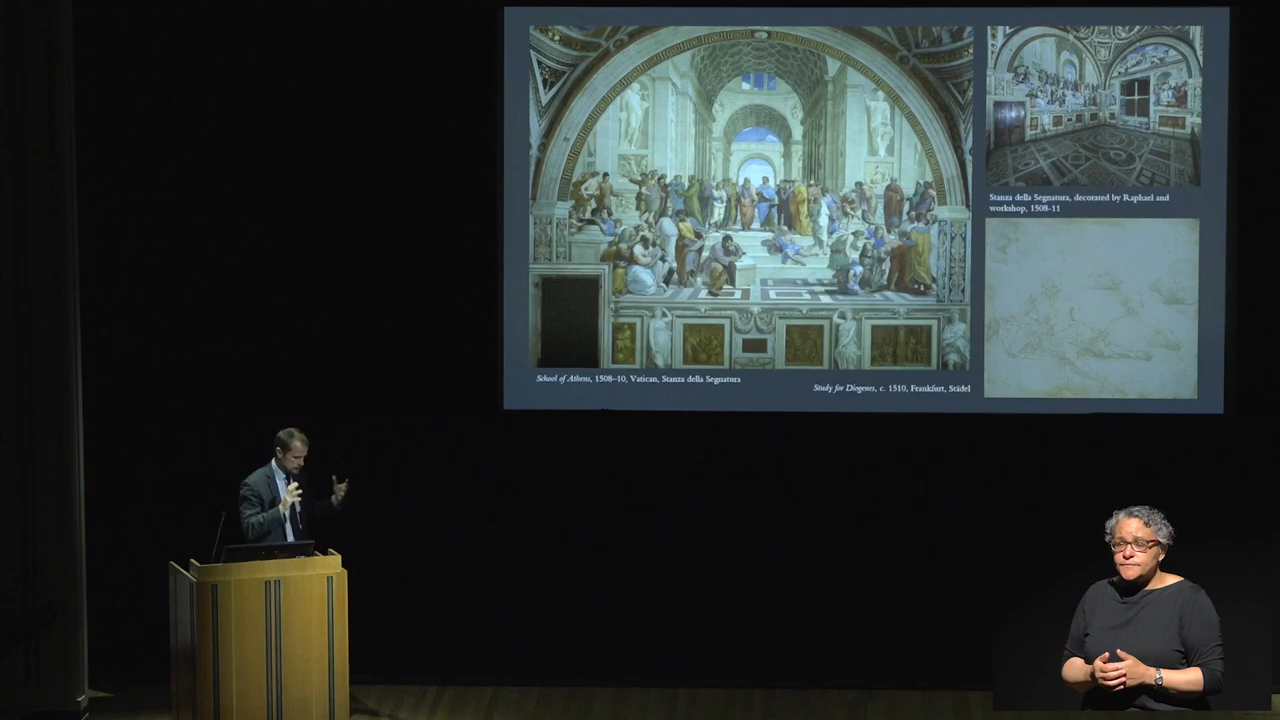 School of Athens, 1508–10, Vatican, Stanza della Segnatura
Study for Diogenes, c. 1510, Frankfurt, Städel
Stanza della Segnatura, decorated by Raphael and
workshop, 1508-11